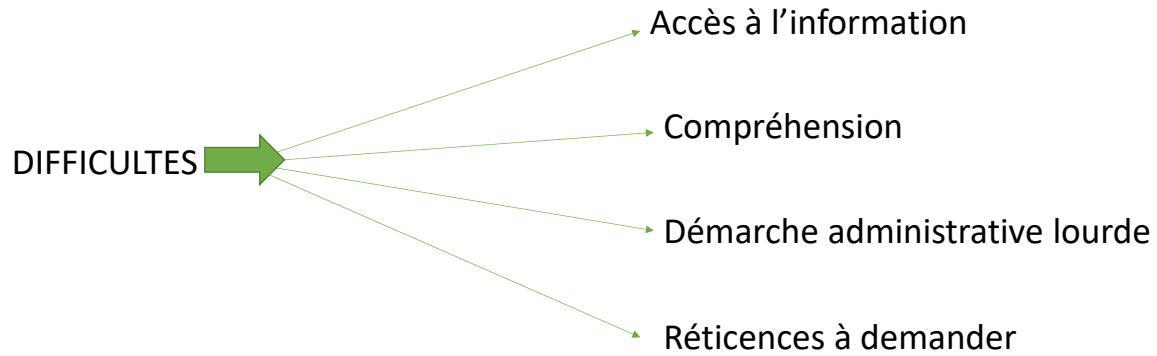 Accès à l’information
Compréhension
DIFFICULTES
Démarche administrative lourde
Réticences à demander